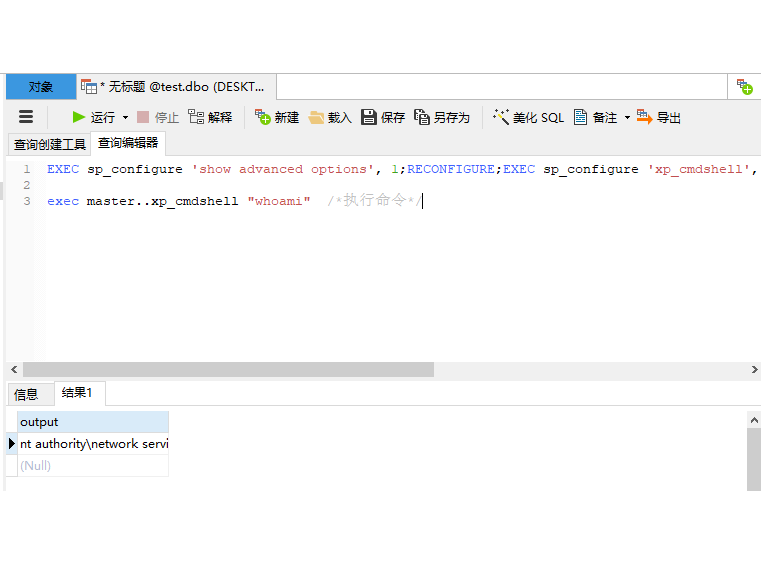 对象 * 无标题 @test.dbo (DESKT...
运行 停止 解释 新建 载入 保存 另存为 美化 SQL 备注 导出
查询创建工具 查询编辑器
1 EXEC sp_configure 'show advanced options', 1;RECONFIGURE;EXEC sp_configure 'xp_cmdshell',
2
3 exec master..xp_cmdshell "whoami" /*执行命令*/
信息 结果1
output
nt authority\network servi
(Null)